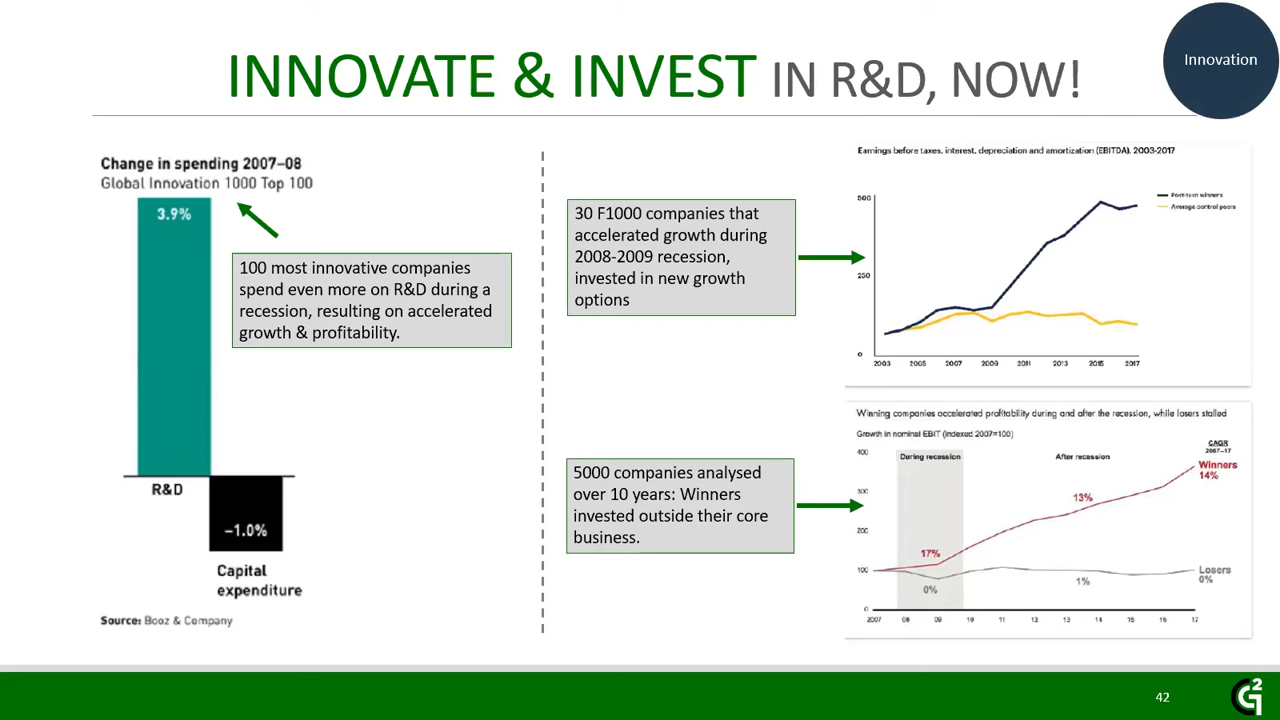 INNOVATE & INVEST IN R&D, NOW!
Innovation
Change in spending 2007–08
Global Innovation 1000 Top 100
3.9%
R&D
–1.0%
Capital
expenditure
Source: Booz & Company
100 most innovative companies
spend even more on R&D during a
recession, resulting on accelerated
growth & profitability.
30 F1000 companies that
accelerated growth during
2008-2009 recession,
invested in new growth
options
Earnings before taxes, interest, depreciation and amortization (EBITDA), 2003-2017
500
250
0
2003 2005 2007 2009 2011 2013 2015 2017
Post-turn winners
Average control peers
5000 companies analysed
over 10 years: Winners
invested outside their core
business.
Winning companies accelerated profitability during and after the recession, while losers stalled
Growth in nominal EBIT (indexed 2007=100)
CAGR
2007–17
400
300
200
100
0
During recession
After recession
Winners
14%
13%
17%
Losers
0%
1%
0%
2007 08 09 10 11 12 13 14 15 16 17
42
G2